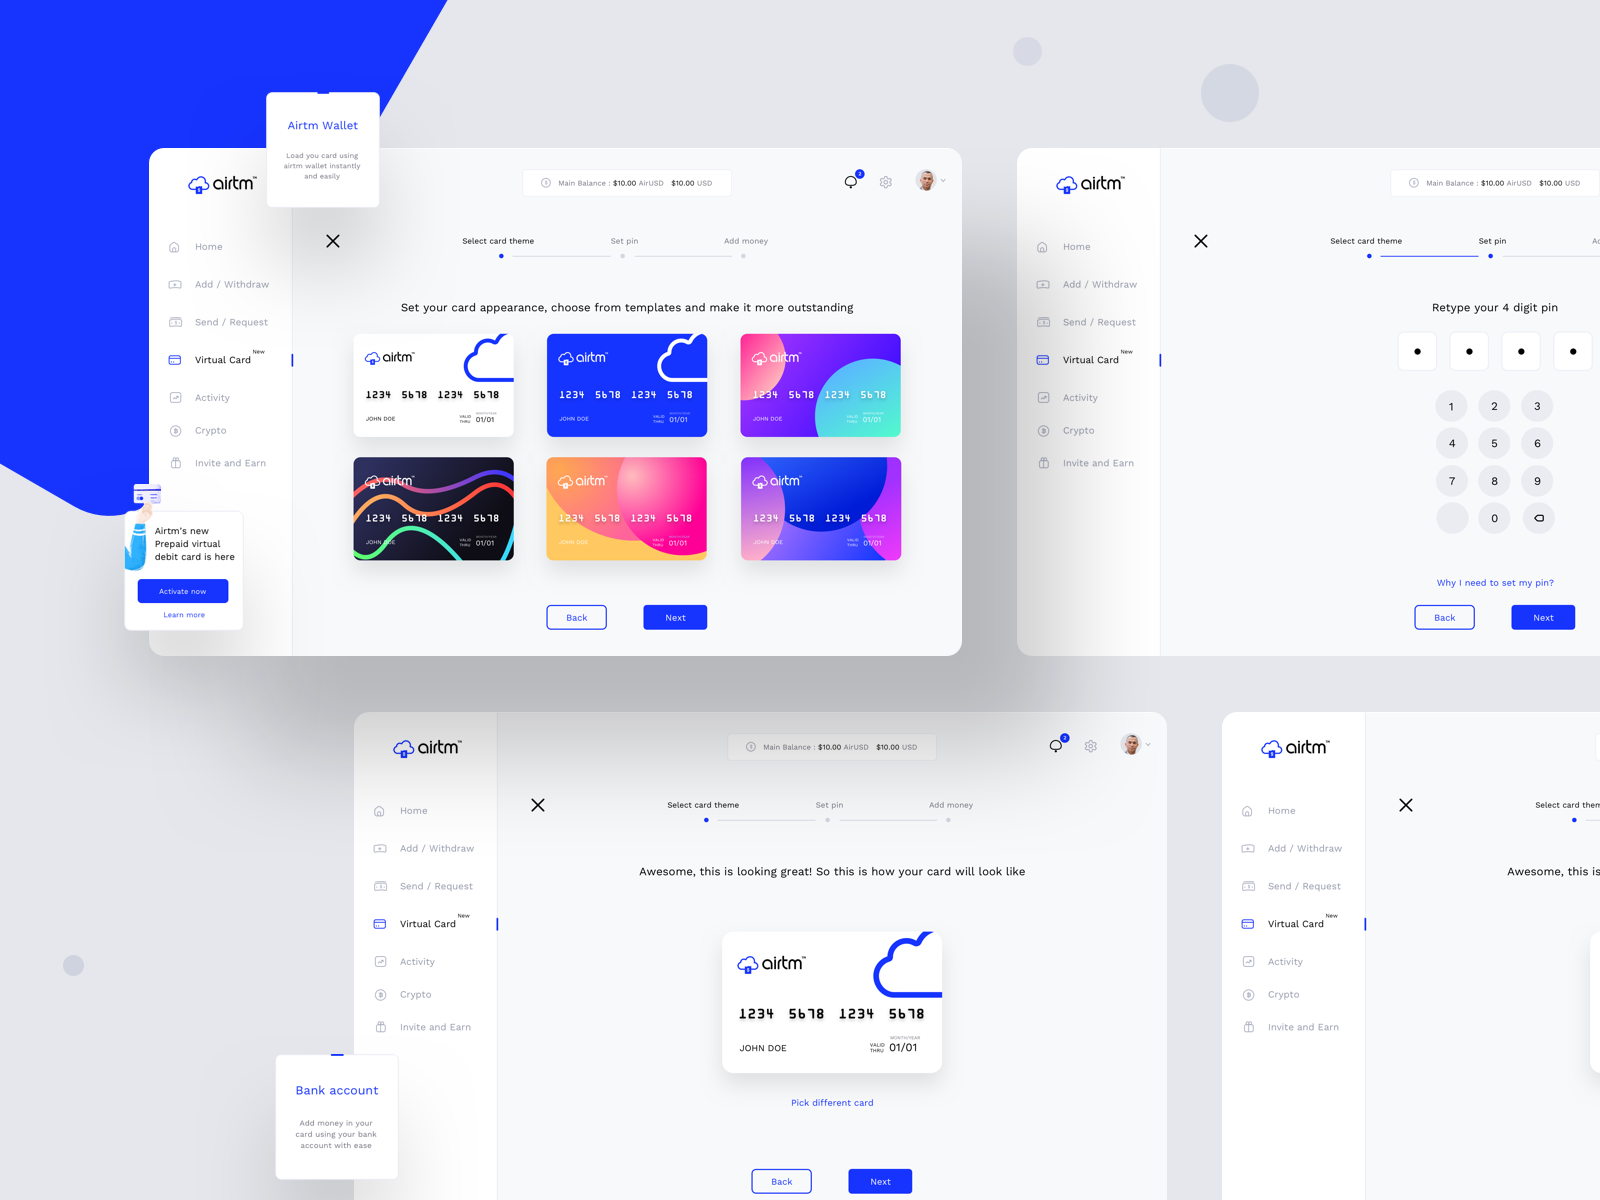 Airtm Wallet
Load you card using
airtm wallet instantly
and easily
airtm™
Home
Add / Withdraw
Send / Request
Virtual Card New
Activity
Crypto
Invite and Earn
Airtm's new
Prepaid virtual
debit card is here
Activate now
Learn more
Main Balance : $10.00 AirUSD $10.00 USD
2
Select card theme Set pin Add money
Set your card appearance, choose from templates and make it more outstanding
airtm™
1234 5678 1234 5678
JOHN DOE VALID THRU MONTH/YEAR 01/01
airtm™
1234 5678 1234 5678
JOHN DOE VALID THRU MONTH/YEAR 01/01
airtm™
1234 5678 1234 5678
JOHN DOE VALID THRU MONTH/YEAR 01/01
airtm™
1234 5678 1234 5678
JOHN DOE VALID THRU MONTH/YEAR 01/01
airtm™
1234 5678 1234 5678
JOHN DOE VALID THRU MONTH/YEAR 01/01
airtm™
1234 5678 1234 5678
JOHN DOE VALID THRU MONTH/YEAR 01/01
Back Next
airtm™
Home
Add / Withdraw
Send / Request
Virtual Card New
Activity
Crypto
Invite and Earn
Main Balance : $10.00 AirUSD $10.00 USD
Select card theme Set pin
Retype your 4 digit pin
1 2 3
4 5 6
7 8 9
0
Why I need to set my pin?
Back Next
airtm™
Home
Add / Withdraw
Send / Request
Virtual Card New
Activity
Crypto
Invite and Earn
Main Balance : $10.00 AirUSD $10.00 USD
2
Select card theme Set pin Add money
Awesome, this is looking great! So this is how your card will look like
airtm™
1234 5678 1234 5678
MONTH/YEAR
JOHN DOE VALID THRU 01/01
Pick different card
Back Next
Bank account
Add money in your
card using your bank
account with ease
airtm™
Home
Add / Withdraw
Send / Request
Virtual Card New
Activity
Crypto
Invite and Earn
Select card them
Awesome, this is